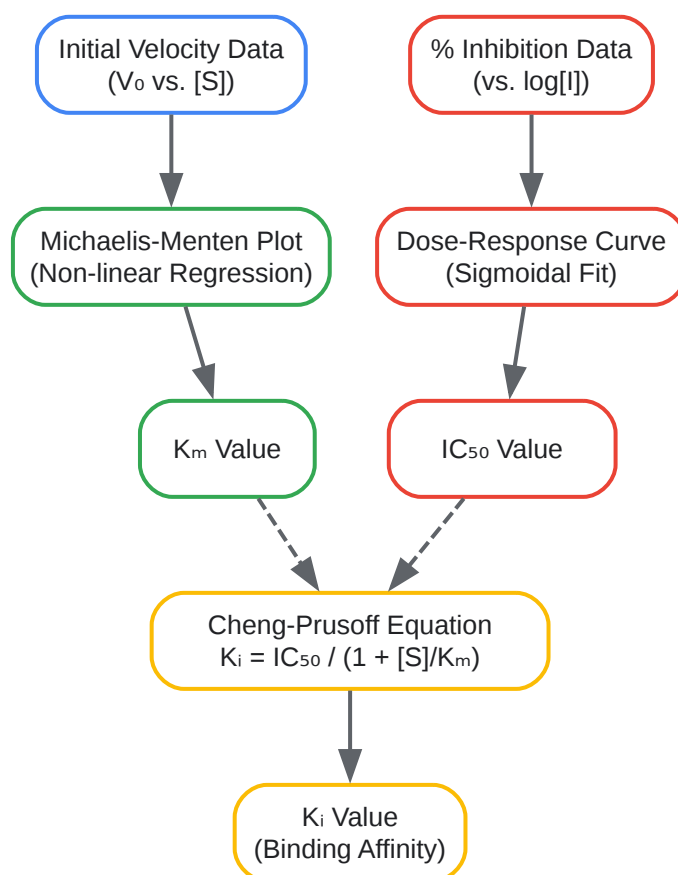 Initial Velocity Data
(V₀ vs. [S])
% Inhibition Data
(vs. log[I])
Michaelis-Menten Plot
(Non-linear Regression)
Dose-Response Curve
(Sigmoidal Fit)
Kₘ Value
IC₅₀ Value
Cheng-Prusoff Equation
Kᵢ = IC₅₀ / (1 + [S]/Kₘ)
Kᵢ Value
(Binding Affinity)